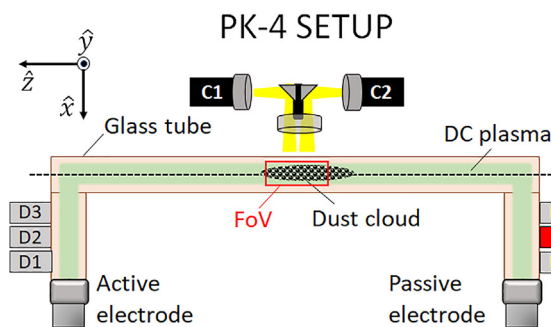 PK-4 SETUP
ŷ
ẑ
x̂
C1
C2
Glass tube
DC plasma
FoV
Dust cloud
D3
D2
D1
Active
electrode
Passive
electrode